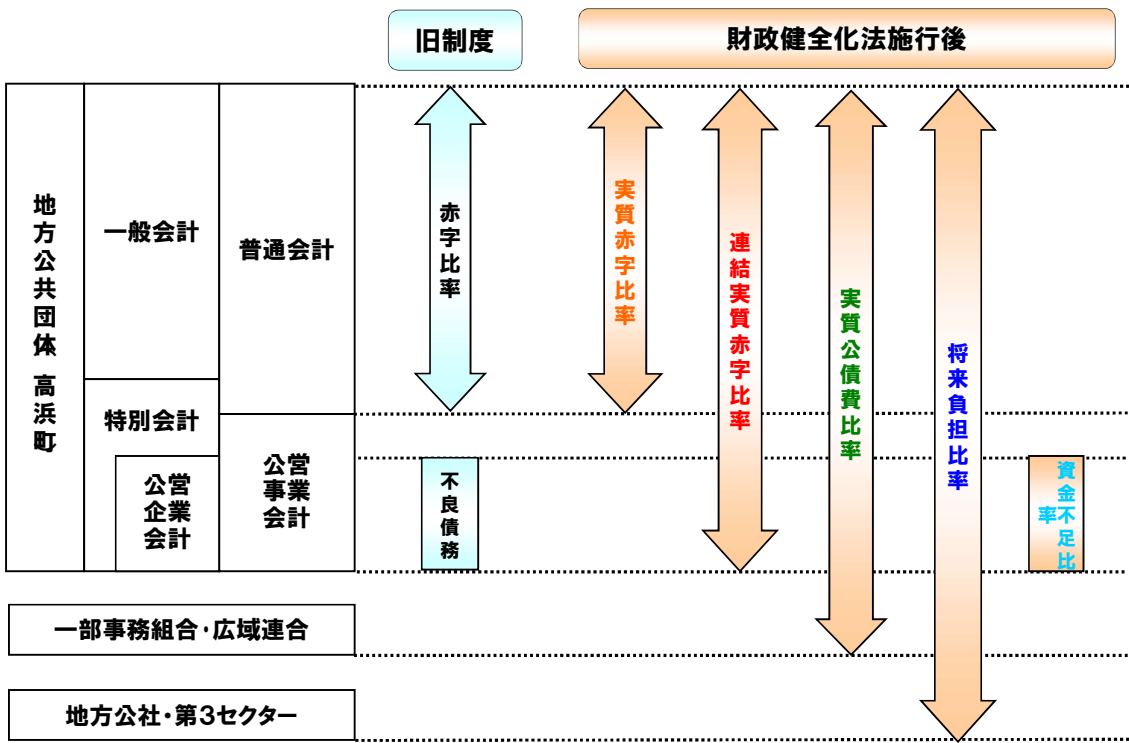 旧制度
財政健全化法施行後
地方公共団体 高浜町
一般会計
普通会計
特別会計
公営
企業
会計
公営
事業
会計
赤字比率
不良債務
実質赤字比率
連結実質赤字比率
実質公債費比率
将来負担比率
資金不足比
率
一部事務組合・広域連合
地方公社・第3セクター